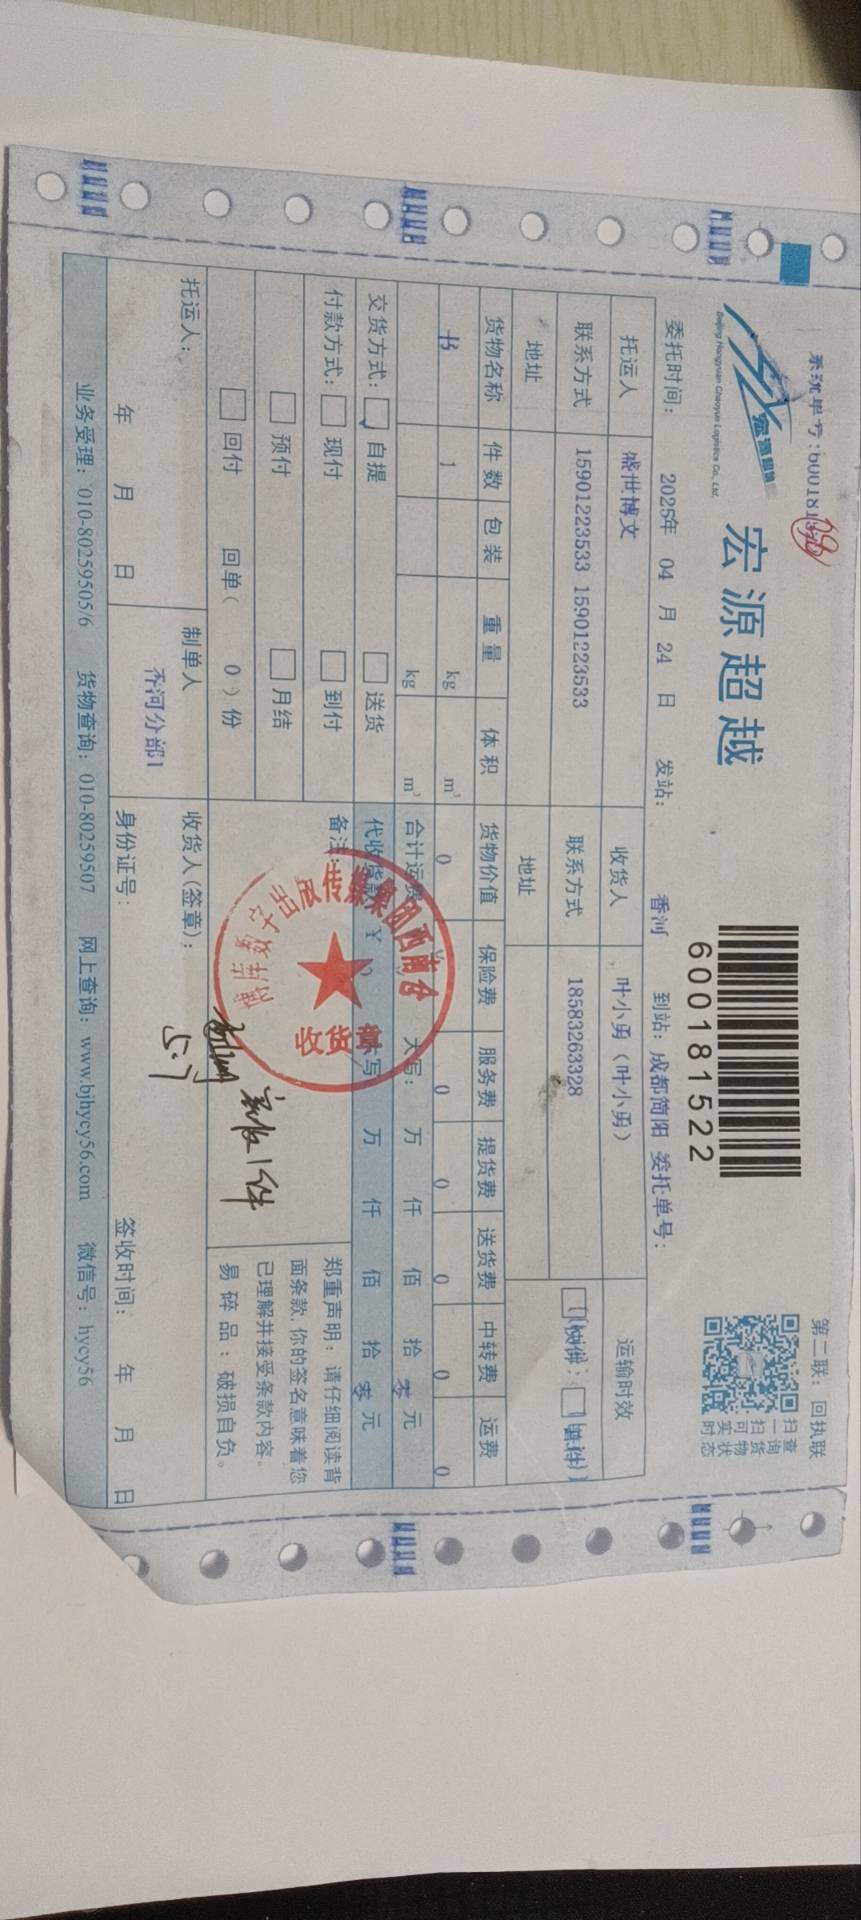 系统单号:600181
第二联：回执联
宏源超越
宏源超越
Beijing Hongyuan Chaoyue Logistics Co., Ltd.
600181522
扫一扫可实时
查询货物状态
委托时间： 2025年 04 月 24 日 发站： 香河 到站：成都简阳 委托单号：
托运人 盛世博文 收货人 叶小勇（叶小勇） 运输时效
联系方式 15901223533 15901223533 联系方式 18583263328
地址 地址
货物名称 件数 包装 重量 体积 货物价值 保险费 服务费 提货费 送货费 中转费 运费
书 1 kg m³ 0 0 0 0 0 0
kg m³ 合计运费 大写： 万 仟 佰 拾 零 元
交货方式： 自提 送货 代收货款 ￥ 万 仟 佰 拾 零 元
付款方式： 现付 到付 备注：
预付 月结
回付 回单（ 0 ）份
收货章
实收1件
5.7
郑重声明：请仔细阅读背
面条款,你的签名意味着您
已理解并接受条款内容。
易碎品：破损自负。
托运人： 制单人 收货人(签章)：
香河分部1
年 月 日 身份证号： 签收时间： 年 月 日
业务受理：010-80259505/6 货物查询：010-80259507 网上查询：www.bjhycy56.com 微信号：hycy56